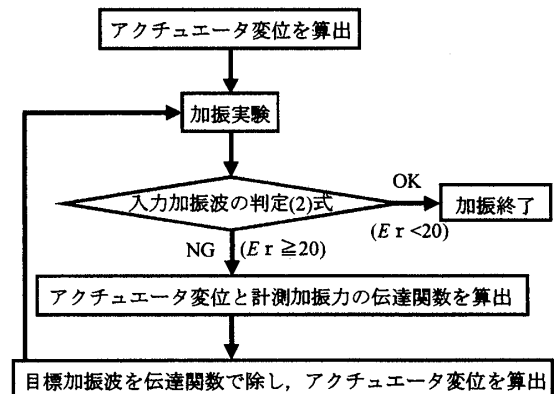 アクチュエータ変位を算出
加振実験
入力加振波の判定(2)式
OK
(E r <20)
加振終了
NG (E r ≧20)
アクチュエータ変位と計測加振力の伝達関数を算出
目標加振波を伝達関数で除し，アクチュエータ変位を算出